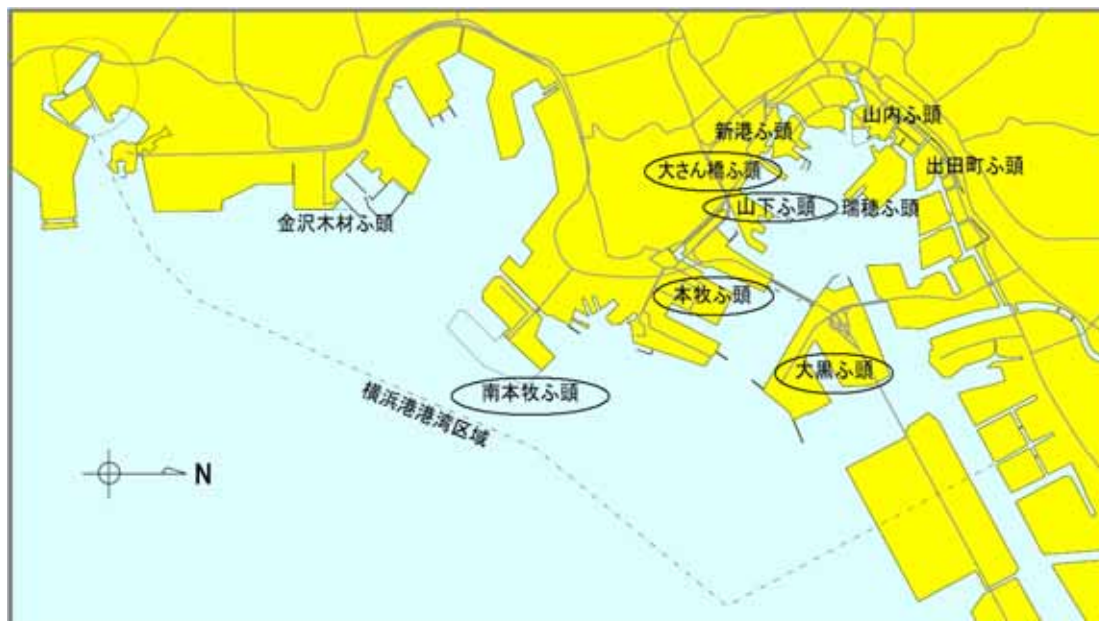 山内ふ頭
新港ふ頭
出田町ふ頭
大さん橋ふ頭
山下ふ頭
瑞穂ふ頭
金沢木材ふ頭
本牧ふ頭
大黒ふ頭
南本牧ふ頭
横浜港港湾区域
N